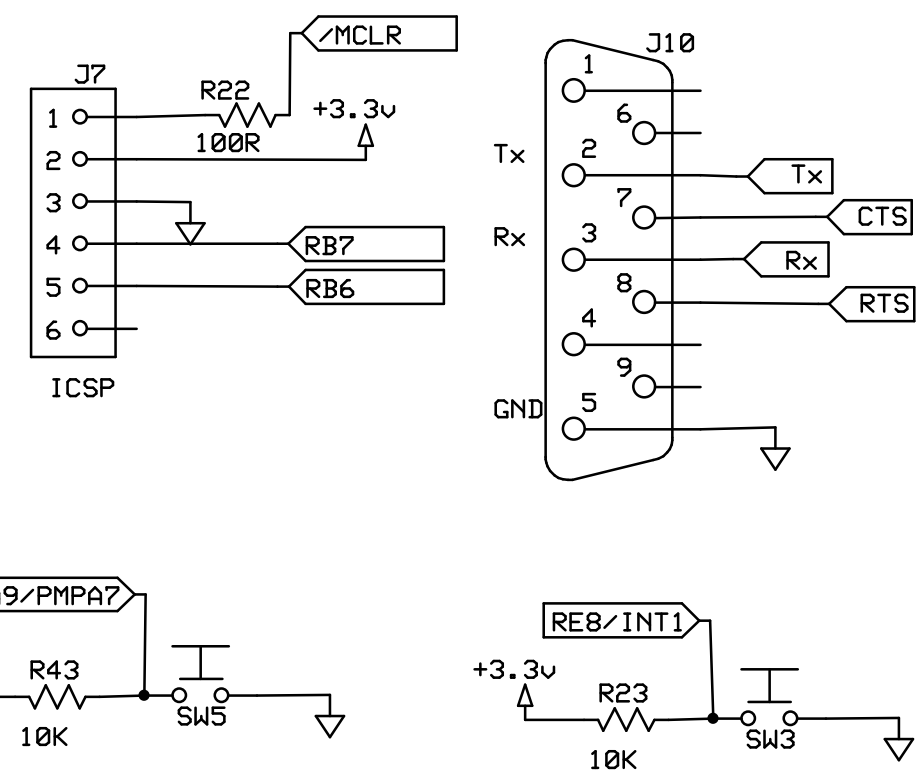 /MCLR
J7
R22
100R
+3.3v
1
2
3
4
5
6
RB7
RB6
ICSP
J10
1
6
Tx
2
Tx
7
CTS
Rx
3
Rx
8
RTS
4
9
GND
5
9/PMPA7
R43
10K
SW5
RE8/INT1
+3.3v
R23
10K
SW3